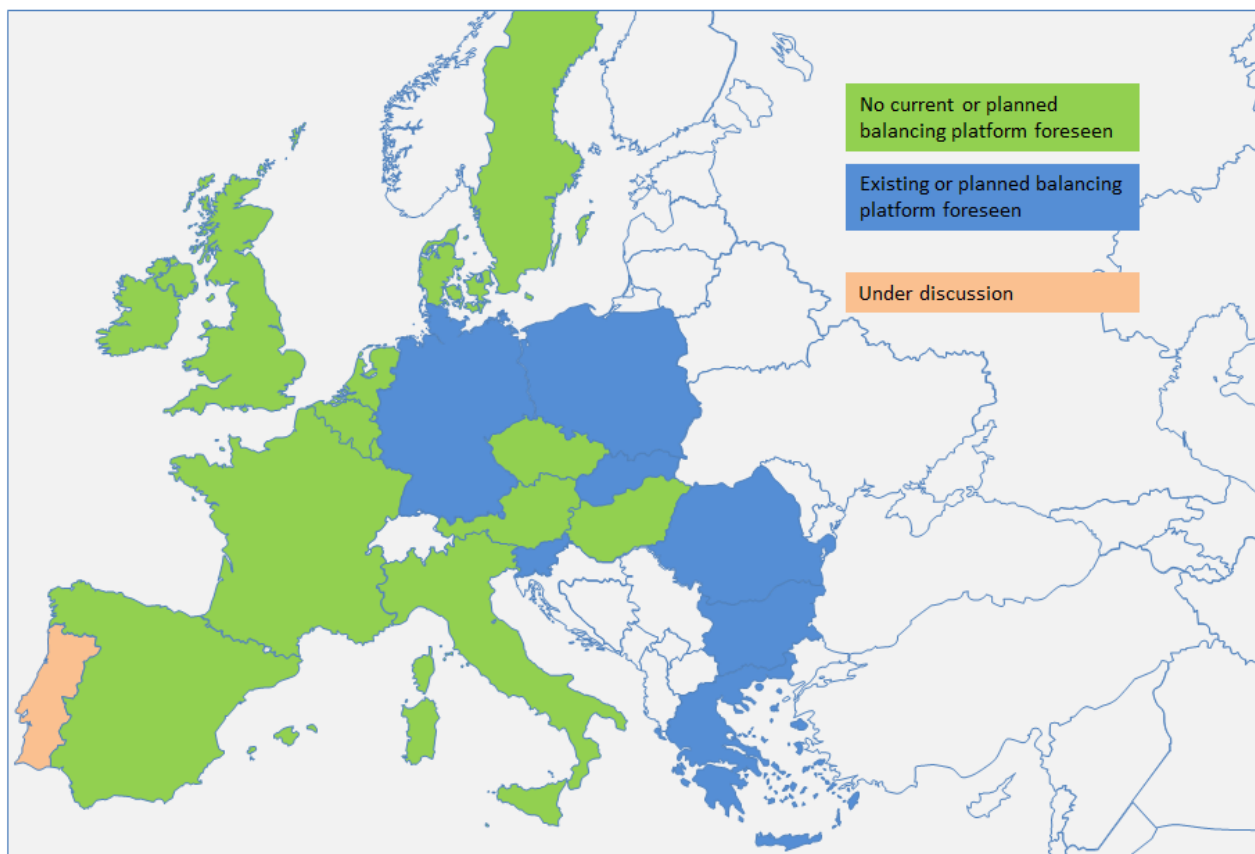 No current or planned
balancing platform foreseen
Existing or planned balancing
platform foreseen
Under discussion